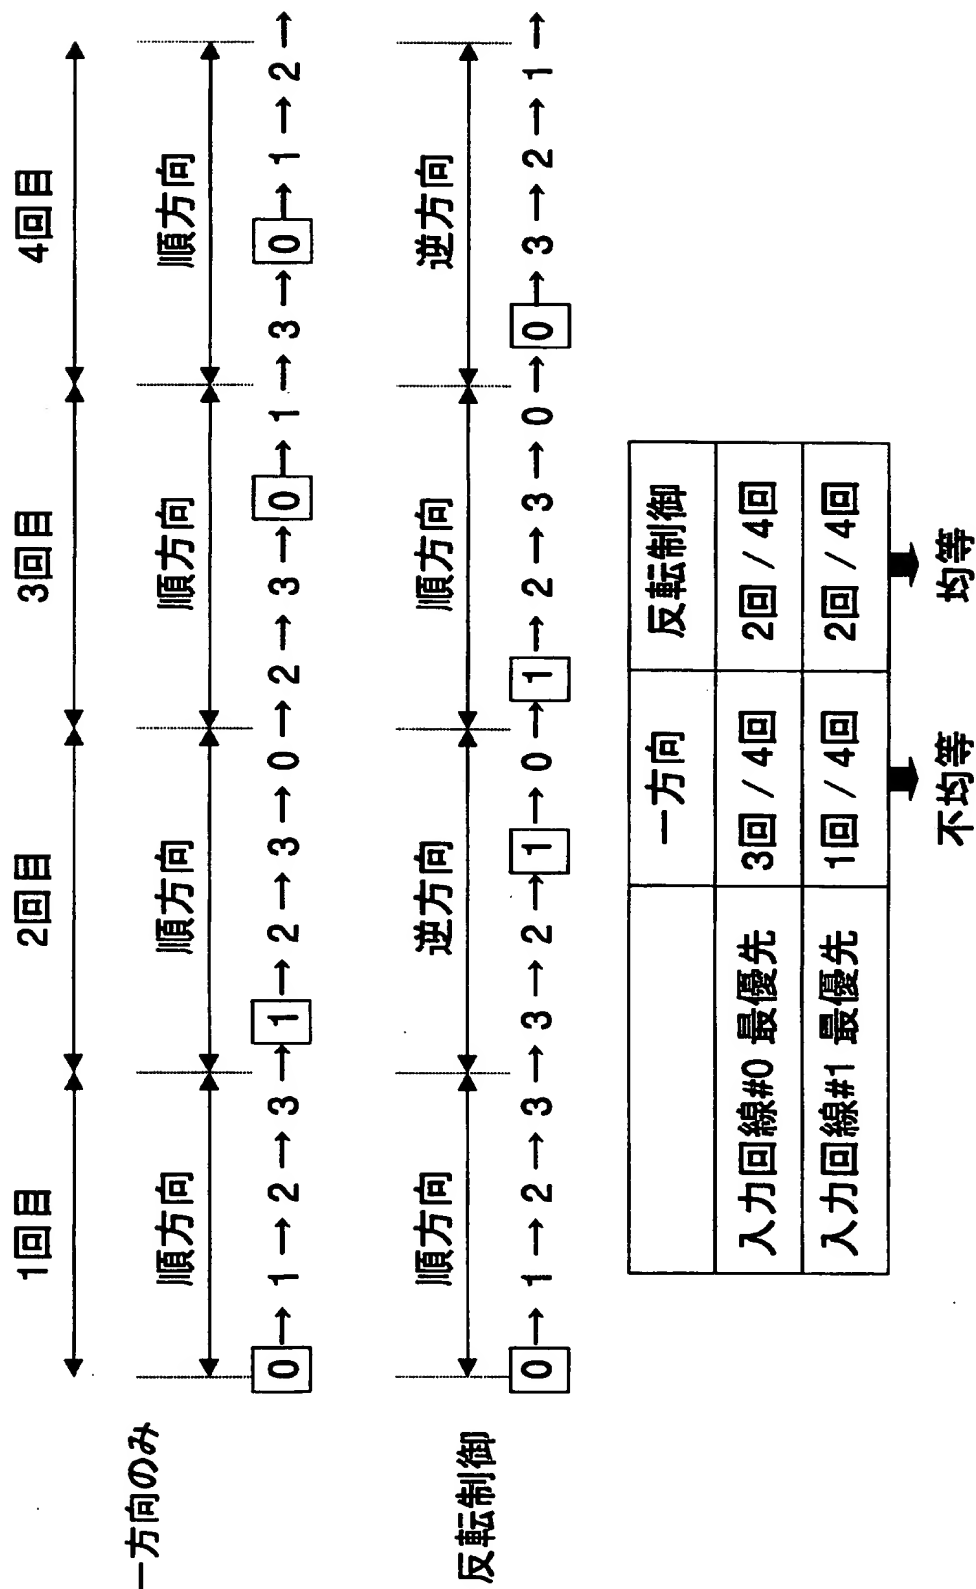 1回目 2回目 3回目 4回目
一方向のみ
順方向 順方向 順方向 順方向
0→1→2→3→1→2→3→0→2→3→0→1→3→0→1→2→
反転制御
順方向 逆方向 順方向 逆方向
0→1→2→3→3→2→1→0→1→2→3→0→0→3→2→1→
一方向 反転制御
入力回線#0 最優先 3回 / 4回 2回 / 4回
入力回線#1 最優先 1回 / 4回 2回 / 4回
不均等 均等